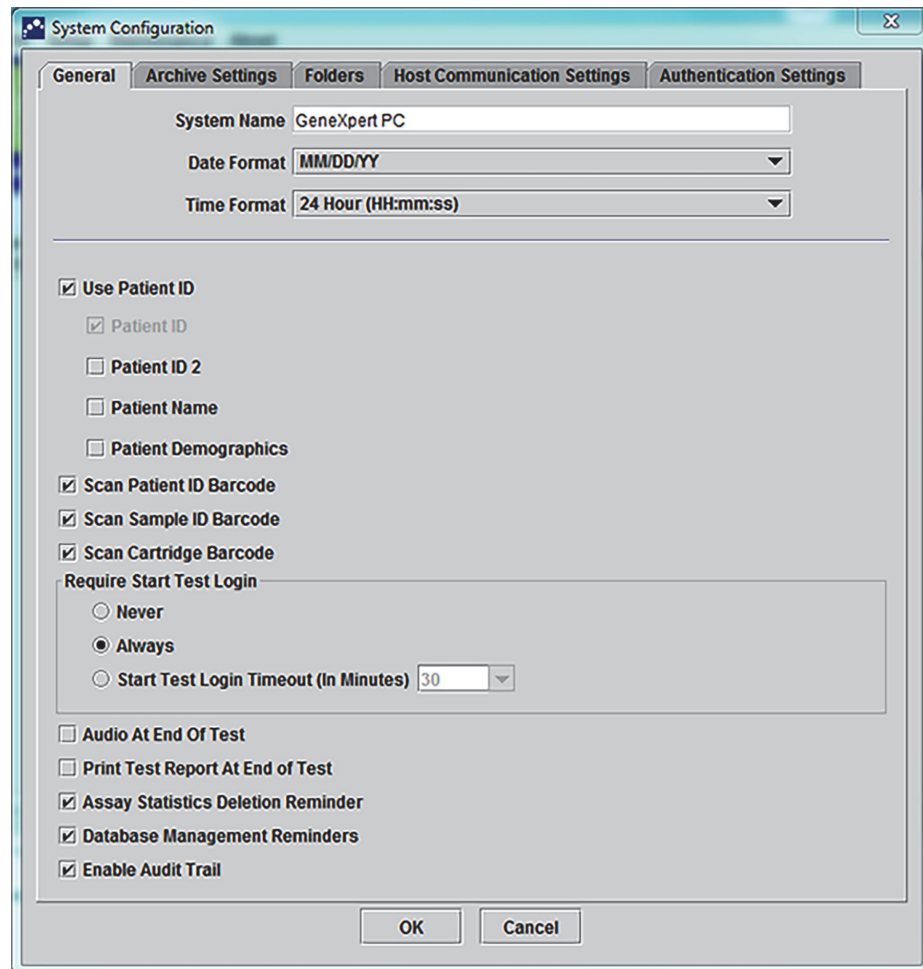 System Configuration
General Archive Settings Folders Host Communication Settings Authentication Settings
System Name GeneXpert PC
Date Format MM/DD/YY
Time Format 24 Hour (HH:mm:ss)
Use Patient ID
Patient ID
Patient ID 2
Patient Name
Patient Demographics
Scan Patient ID Barcode
Scan Sample ID Barcode
Scan Cartridge Barcode
Require Start Test Login
Never
Always
Start Test Login Timeout (In Minutes) 30
Audio At End Of Test
Print Test Report At End of Test
Assay Statistics Deletion Reminder
Database Management Reminders
Enable Audit Trail
OK Cancel